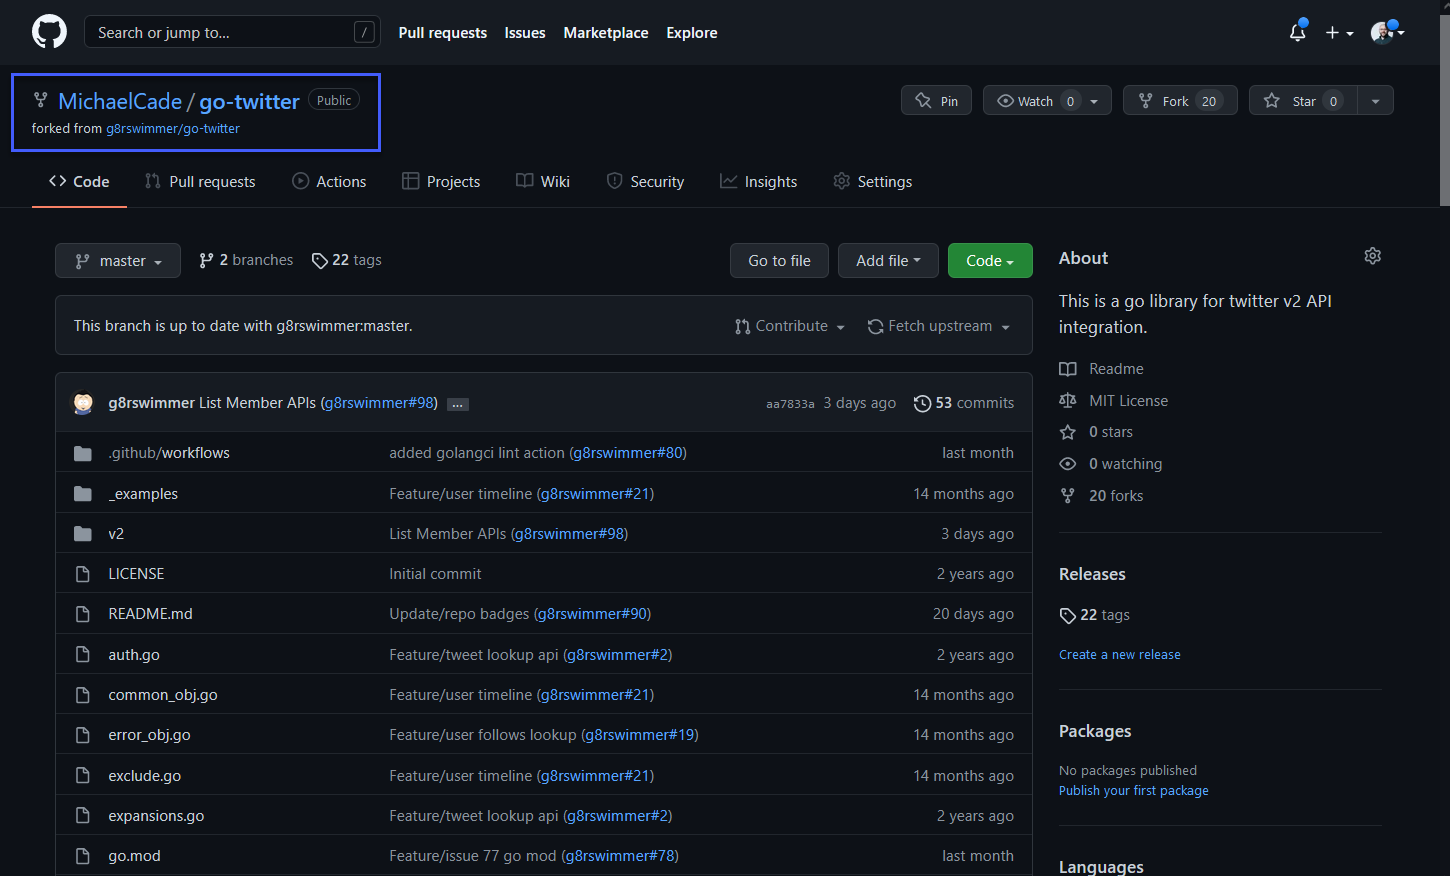 Search or jump to... /
Pull requests Issues Marketplace Explore
MichaelCade / go-twitter Public
forked from g8rswimmer/go-twitter
Pin Watch 0 Fork 20 Star 0
Code Pull requests Actions Projects Wiki Security Insights Settings
master 2 branches 22 tags Go to file Add file Code
This branch is up to date with g8rswimmer:master. Contribute Fetch upstream
g8rswimmer List Member APIs (g8rswimmer#98) ... aa7833a 3 days ago 53 commits
.github/workflows added golangci lint action (g8rswimmer#80) last month
_examples Feature/user timeline (g8rswimmer#21) 14 months ago
v2 List Member APIs (g8rswimmer#98) 3 days ago
LICENSE Initial commit 2 years ago
README.md Update/repo badges (g8rswimmer#90) 20 days ago
auth.go Feature/tweet lookup api (g8rswimmer#2) 2 years ago
common_obj.go Feature/user timeline (g8rswimmer#21) 14 months ago
error_obj.go Feature/user follows lookup (g8rswimmer#19) 14 months ago
exclude.go Feature/user timeline (g8rswimmer#21) 14 months ago
expansions.go Feature/tweet lookup api (g8rswimmer#2) 2 years ago
go.mod Feature/issue 77 go mod (g8rswimmer#78) last month
About
This is a go library for twitter v2 API
integration.
Readme
MIT License
0 stars
0 watching
20 forks
Releases
22 tags
Create a new release
Packages
No packages published
Publish your first package
Languages